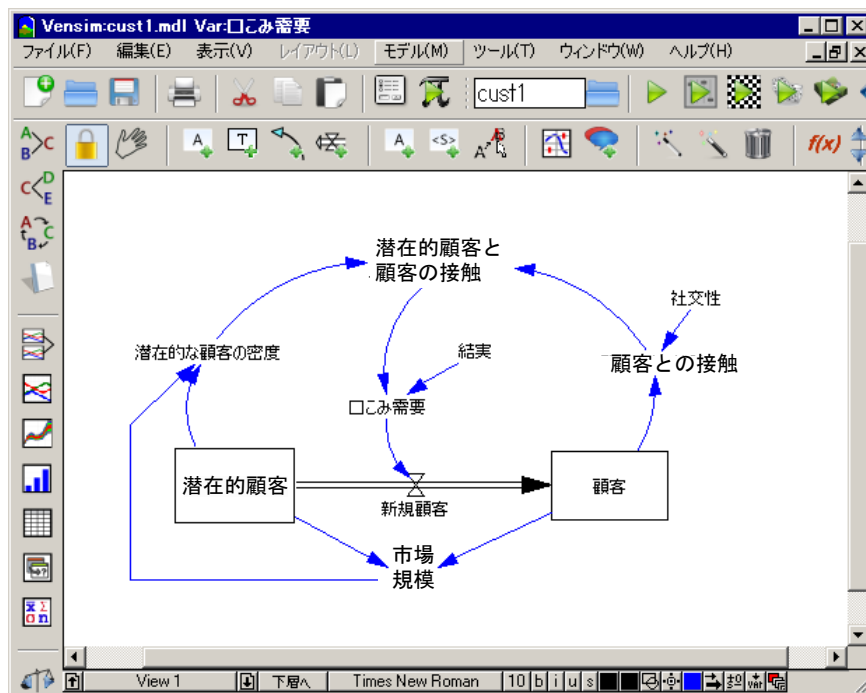 Vensim:cust1.mdl Var:口こみ需要
ファイル(F) 編集(E) 表示(V) レイアウト(L) モデル(M) ツール(T) ウィンドウ(W) ヘルプ(H)
cust1
A B C A T A <S> A B f(x)
C D E
A B C
潜在的顧客と
顧客の接触
社交性
潜在的な顧客の密度
結実
顧客との接触
口こみ需要
潜在的顧客
顧客
新規顧客
市場
規模
View 1 下層へ Times New Roman 10 b i u s